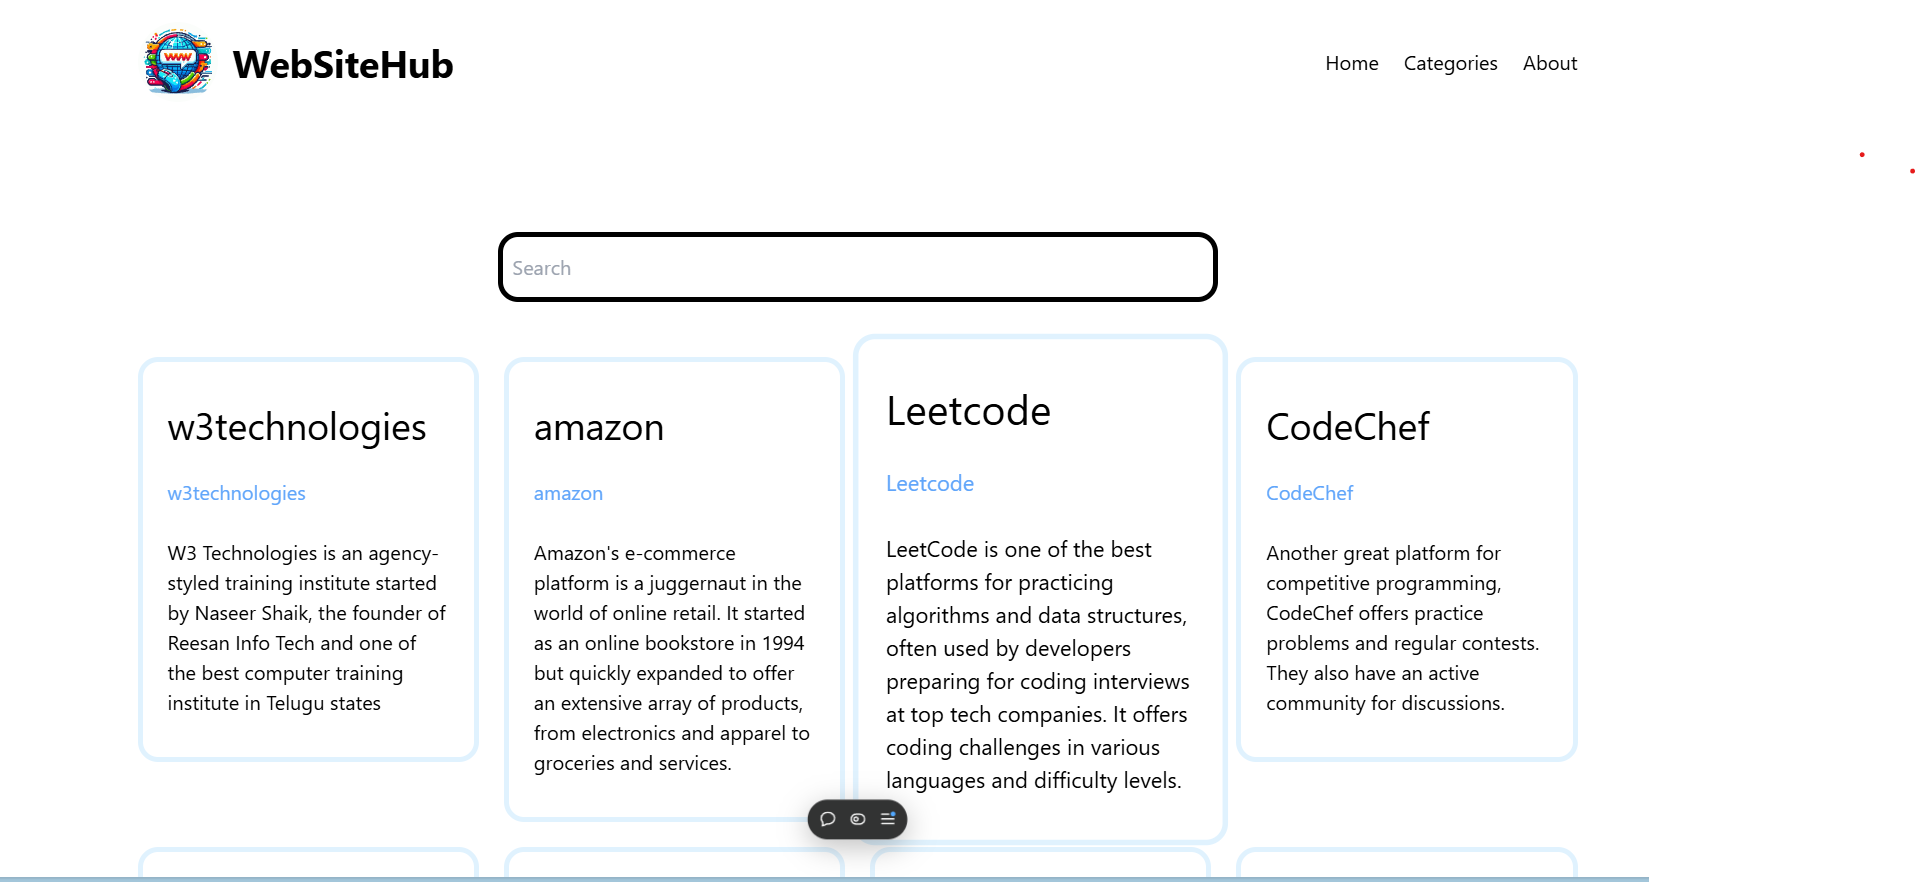 www
WebSiteHub
Home
Categories
About
Search
w3technologies
w3technologies
W3 Technologies is an agency-
styled training institute started
by Naseer Shaik, the founder of
Reesan Info Tech and one of
the best computer training
institute in Telugu states
amazon
amazon
Amazon's e-commerce
platform is a juggernaut in the
world of online retail. It started
as an online bookstore in 1994
but quickly expanded to offer
an extensive array of products,
from electronics and apparel to
groceries and services.
Leetcode
Leetcode
LeetCode is one of the best
platforms for practicing
algorithms and data structures,
often used by developers
preparing for coding interviews
at top tech companies. It offers
coding challenges in various
languages and difficulty levels.
CodeChef
CodeChef
Another great platform for
competitive programming,
CodeChef offers practice
problems and regular contests.
They also have an active
community for discussions.